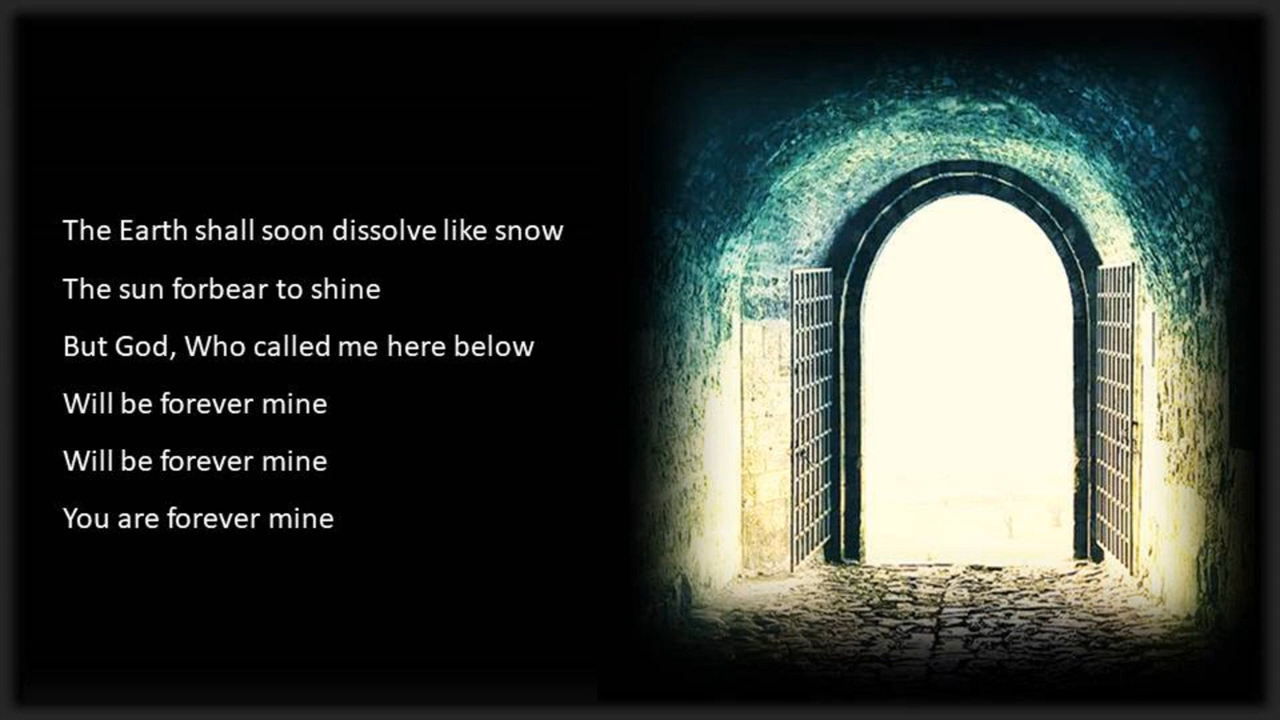 The Earth shall soon dissolve like snow
The sun forbear to shine
But God, Who called me here below
Will be forever mine
Will be forever mine
You are forever mine